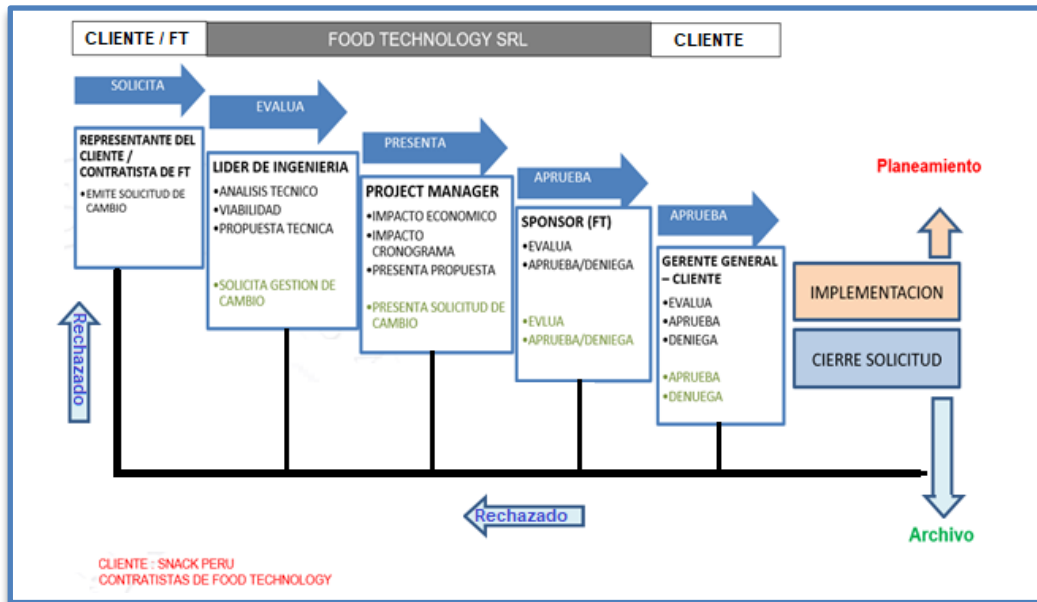 CLIENTE / FT
FOOD TECHNOLOGY SRL
CLIENTE
SOLICITA
REPRESENTANTE DEL
CLIENTE /
CONTRATISTA DE FT
•EMITE SOLICITUD DE
CAMBIO
EVALUA
LIDER DE INGENIERIA
•ANALISIS TECNICO
•VIABILIDAD
•PROPUESTA TECNICA
•SOLICITA GESTION DE
CAMBIO
PRESENTA
PROJECT MANAGER
•IMPACTO ECONOMICO
•IMPACTO
CRONOGRAMA
•PRESENTA PROPUESTA
•PRESENTA SOLICITUD DE
CAMBIO
APRUEBA
SPONSOR (FT)
•EVALUA
•APRUEBA/DENIEGA
•EVLUA
•APRUEBA/DENIEGA
APRUEBA
GERENTE GENERAL
– CLIENTE
•EVALUA
•APRUEBA
•DENIEGA
•APRUEBA
•DENUEGA
Planeamiento
IMPLEMENTACION
CIERRE SOLICITUD
Archivo
Rechazado
Rechazado
CLIENTE : SNACK PERU
CONTRATISTAS DE FOOD TECHNOLOGY